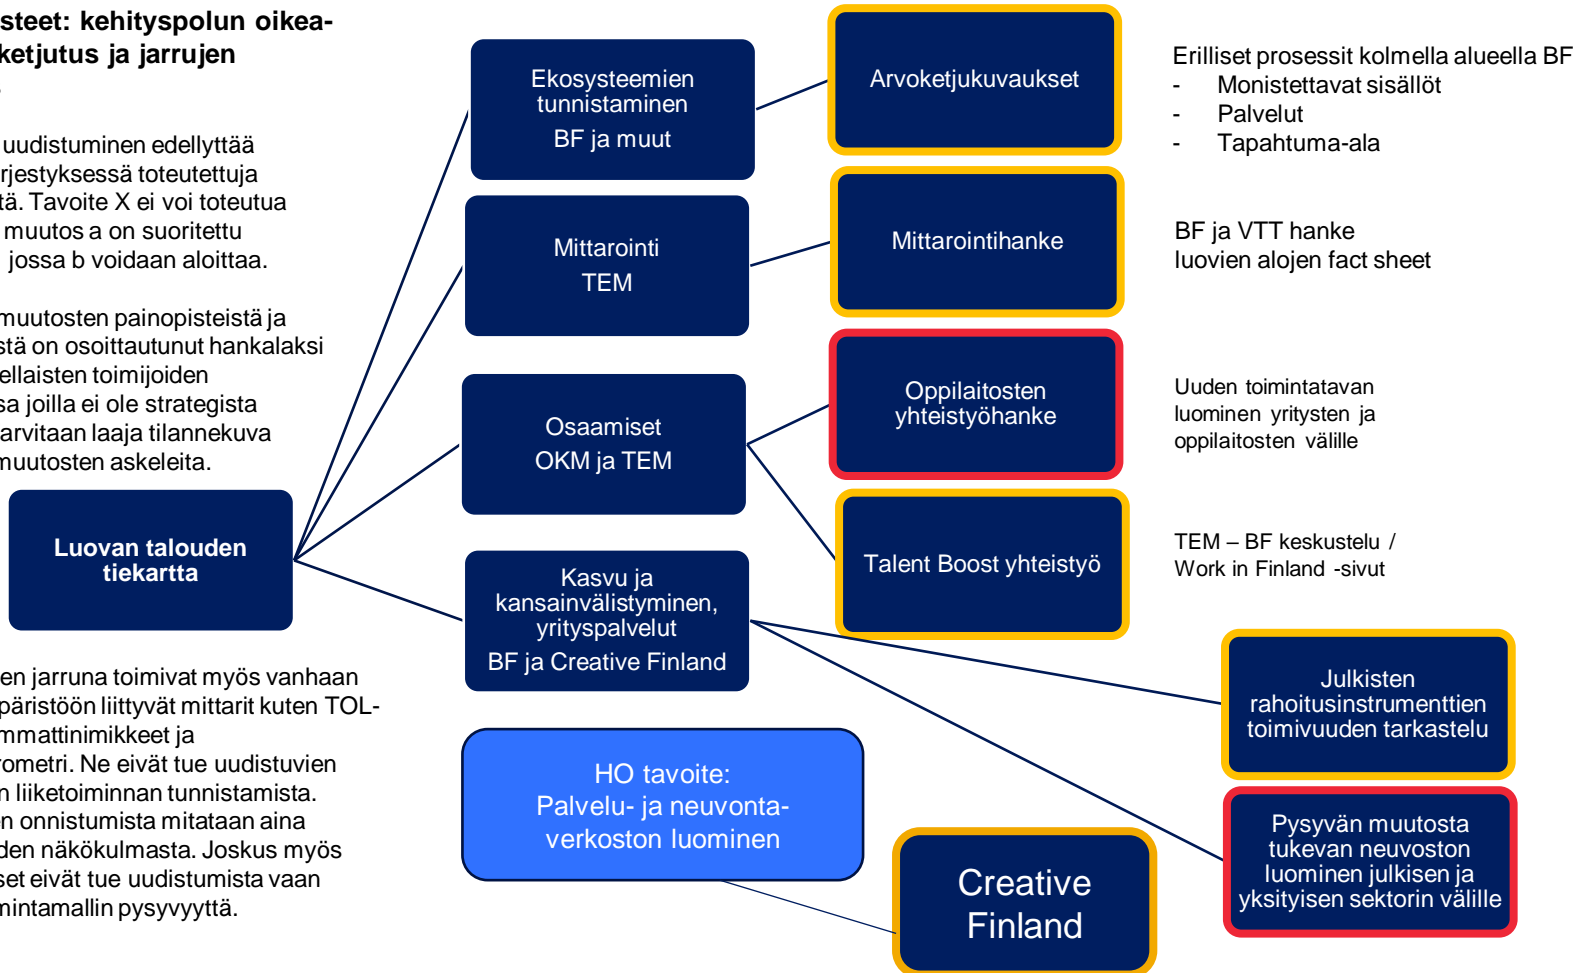 steet: kehityspolun oikea-
ketjutus ja jarrujen
uudistuminen edellyttää
rjestyksessä toteutettuja
tä. Tavoite X ei voi toteutua
muutos a on suoritettu
jossa b voidaan aloittaa.
muutosten painopisteistä ja
stä on osoittautunut hankalaksi
ellaisten toimijoiden
sa joilla ei ole strategista
arvitaan laaja tilannekuva
muutosten askeleita.
Luovan talouden
tiekartta
en jarruna toimivat myös vanhaan
päristöön liittyvät mittarit kuten TOL-
mmattinimikkeet ja
rometri. Ne eivät tue uudistuvien
n liiketoiminnan tunnistamista.
en onnistumista mitataan aina
den näkökulmasta. Joskus myös
set eivät tue uudistumista vaan
mintamallin pysyvyyttä.
Ekosysteemien
tunnistaminen
BF ja muut
Mittarointi
TEM
Osaamiset
OKM ja TEM
Kasvu ja
kansainvälistyminen,
yrityspalvelut
BF ja Creative Finland
HO tavoite:
Palvelu- ja neuvonta-
verkoston luominen
Arvoketjukuvaukset
Mittarointihanke
Oppilaitosten
yhteistyöhanke
Talent Boost yhteistyö
Creative
Finland
Erilliset prosessit kolmella alueella BF
- Monistettavat sisällöt
- Palvelut
- Tapahtuma-ala
BF ja VTT hanke
luovien alojen fact sheet
Uuden toimintatavan
luominen yritysten ja
oppilaitosten välille
TEM – BF keskustelu /
Work in Finland -sivut
Julkisten
rahoitusinstrumenttien
toimivuuden tarkastelu
Pysyvän muutosta
tukevan neuvoston
luominen julkisen ja
yksityisen sektorin välille